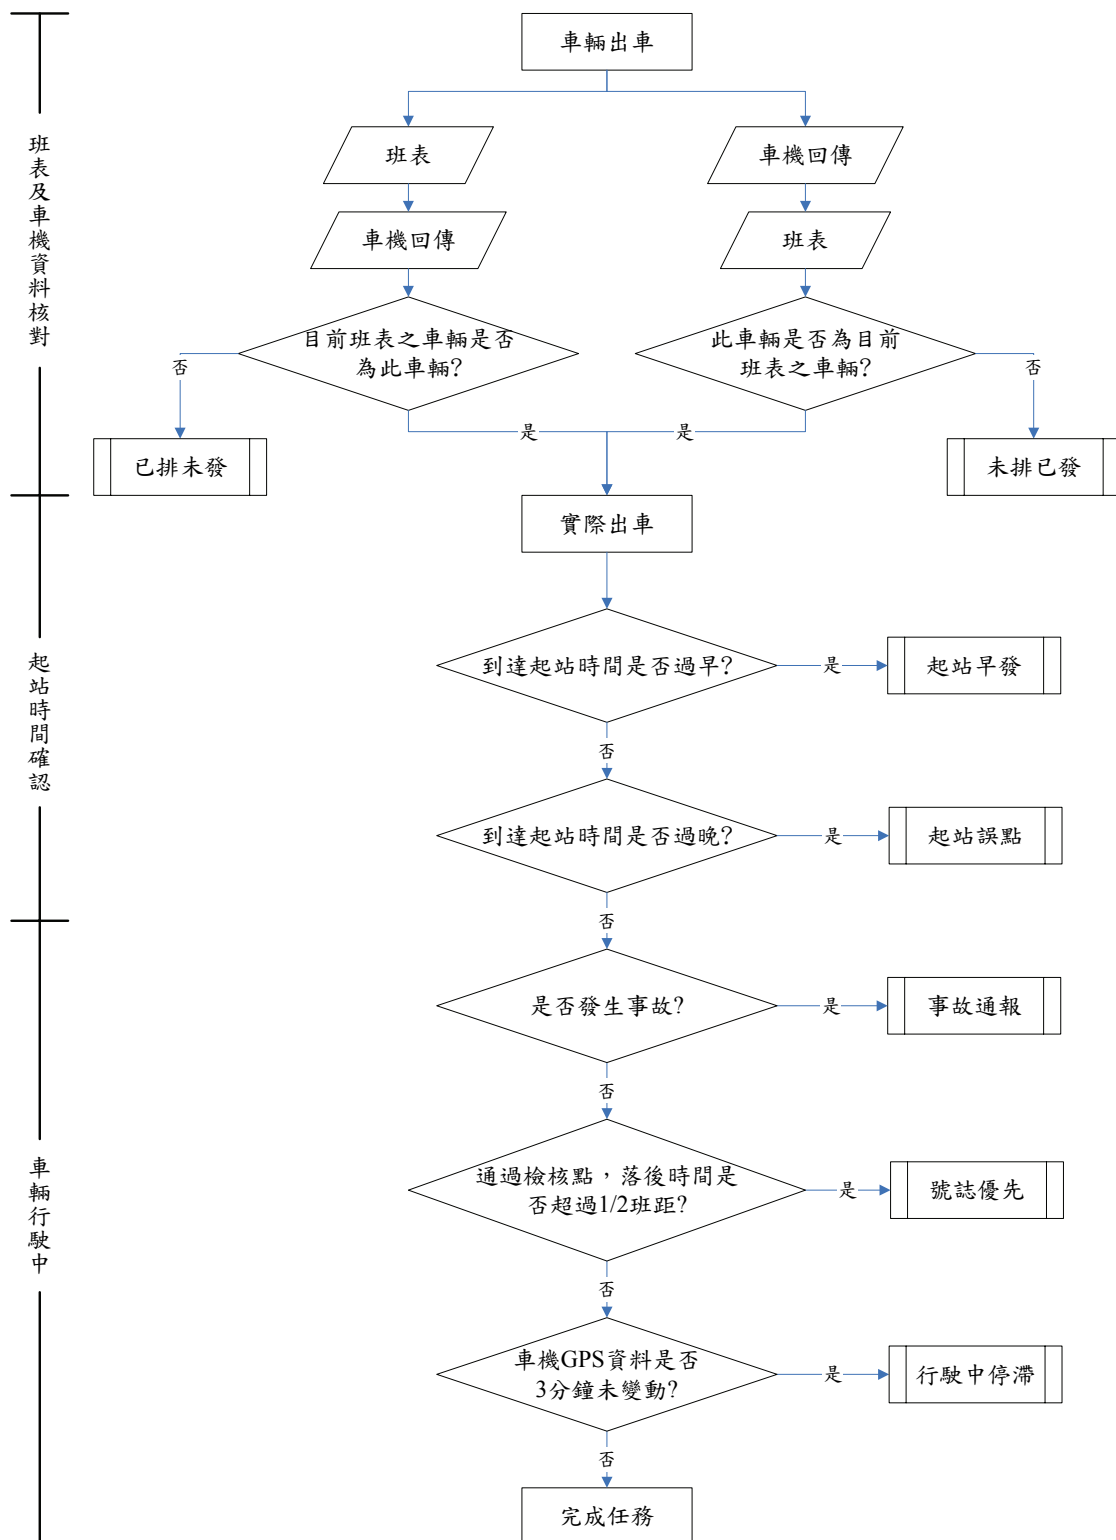 車輛出車
班表
車機回傳
車機回傳
班表
班表及車機資料核對
目前班表之車輛是否
為此車輛?
此車輛是否為目前
班表之車輛?
否
否
是
是
已排未發
未排已發
實際出車
起站時間確認
到達起站時間是否過早?
是
起站早發
否
到達起站時間是否過晚?
是
起站誤點
否
車輛行駛中
是否發生事故?
是
事故通報
否
通過檢核點，落後時間是
否超過1/2班距?
是
號誌優先
否
車機GPS資料是否
3分鐘未變動?
是
行駛中停滯
否
完成任務